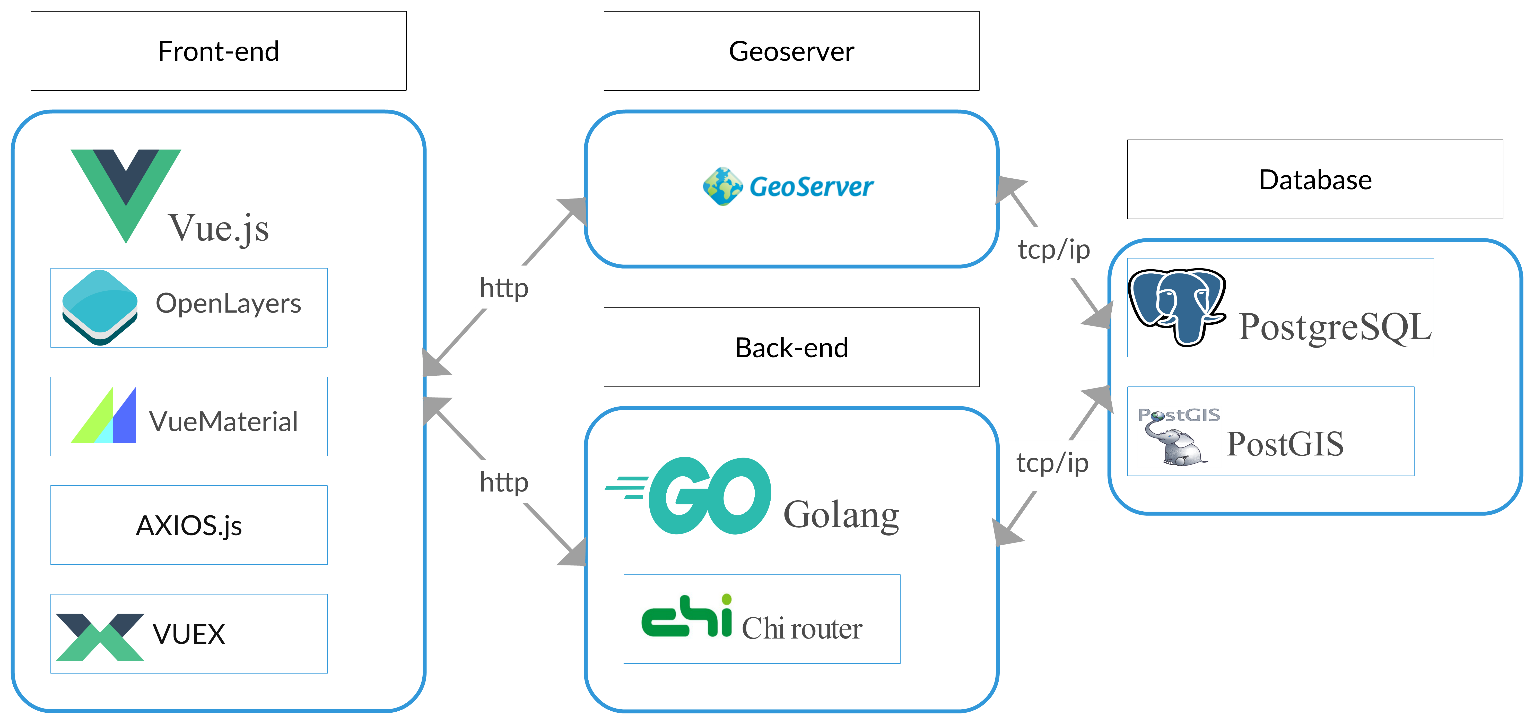 Front-end
Vue.js
OpenLayers
VueMaterial
AXIOS.js
VUEX
http
http
Geoserver
GeoServer
Back-end
GO Golang
chi Chi router
tcp/ip
tcp/ip
Database
PostgreSQL
PostGIS
PostGIS